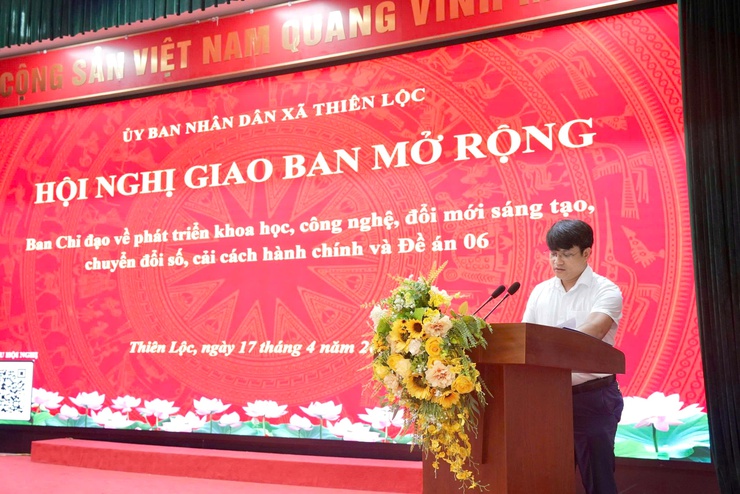 CỘNG SẢN VIỆT NAM QUANG VINH
ỦY BAN NHÂN DÂN XÃ THIÊN LỘC
HỘI NGHỊ GIAO BAN MỞ RỘNG
Ban Chỉ đạo về phát triển khoa học, công nghệ, đổi mới sáng tạo,
chuyển đổi số, cải cách hành chính và Đề án 06
Thiên Lộc, ngày 17 tháng 4 năm
U HỘI NGHỊ